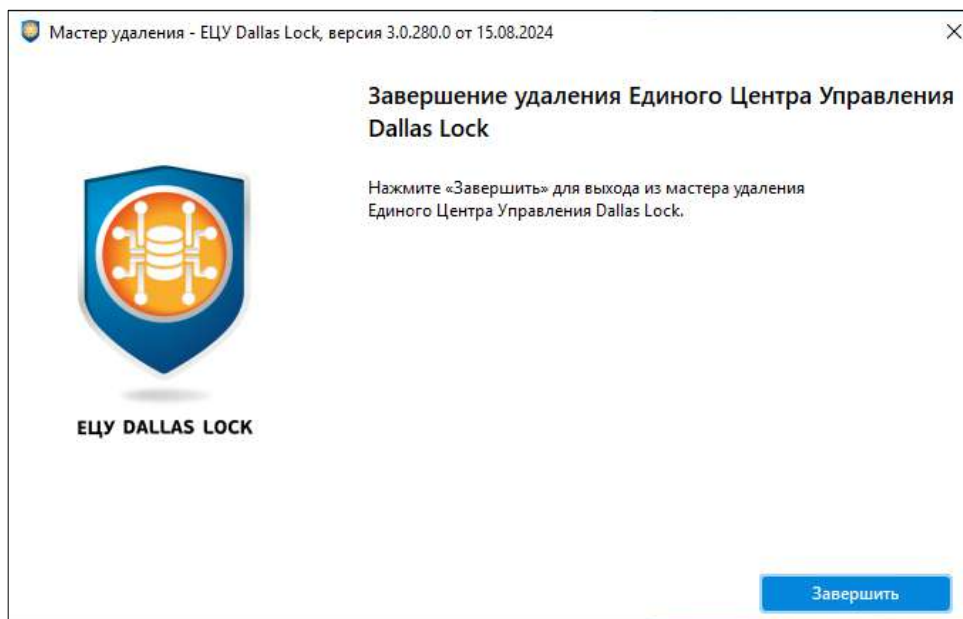 Мастер удаления - ЕЦУ Dallas Lock, версия 3.0.280.0 от 15.08.2024
Завершение удаления Единого Центра Управления
Dallas Lock
Нажмите «Завершить» для выхода из мастера удаления
Единого Центра Управления Dallas Lock.
ЕЦУ DALLAS LOCK
Завершить